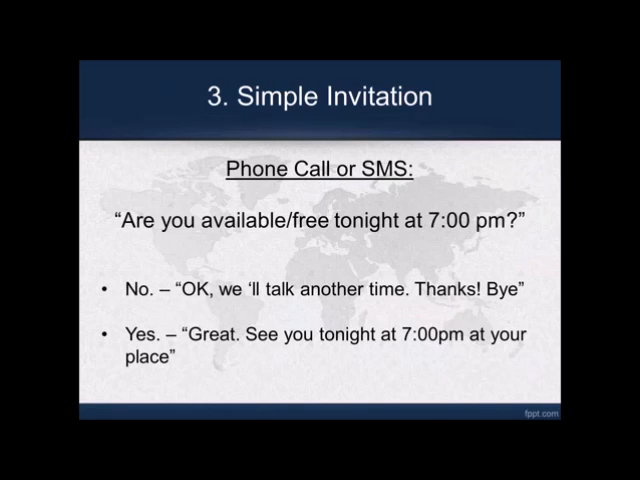 3. Simple Invitation
Phone Call or SMS:
“Are you available/free tonight at 7:00 pm?”
• No. – “OK, we ‘ll talk another time. Thanks! Bye”
• Yes. – “Great. See you tonight at 7:00pm at your
place”
fppt.com